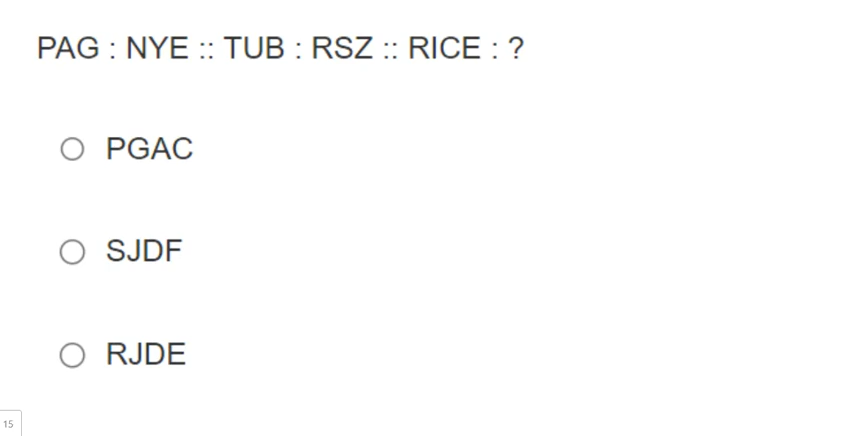 PAG : NYE :: TUB : RSZ :: RICE : ?
PGAC
SJDF
RJDE
15